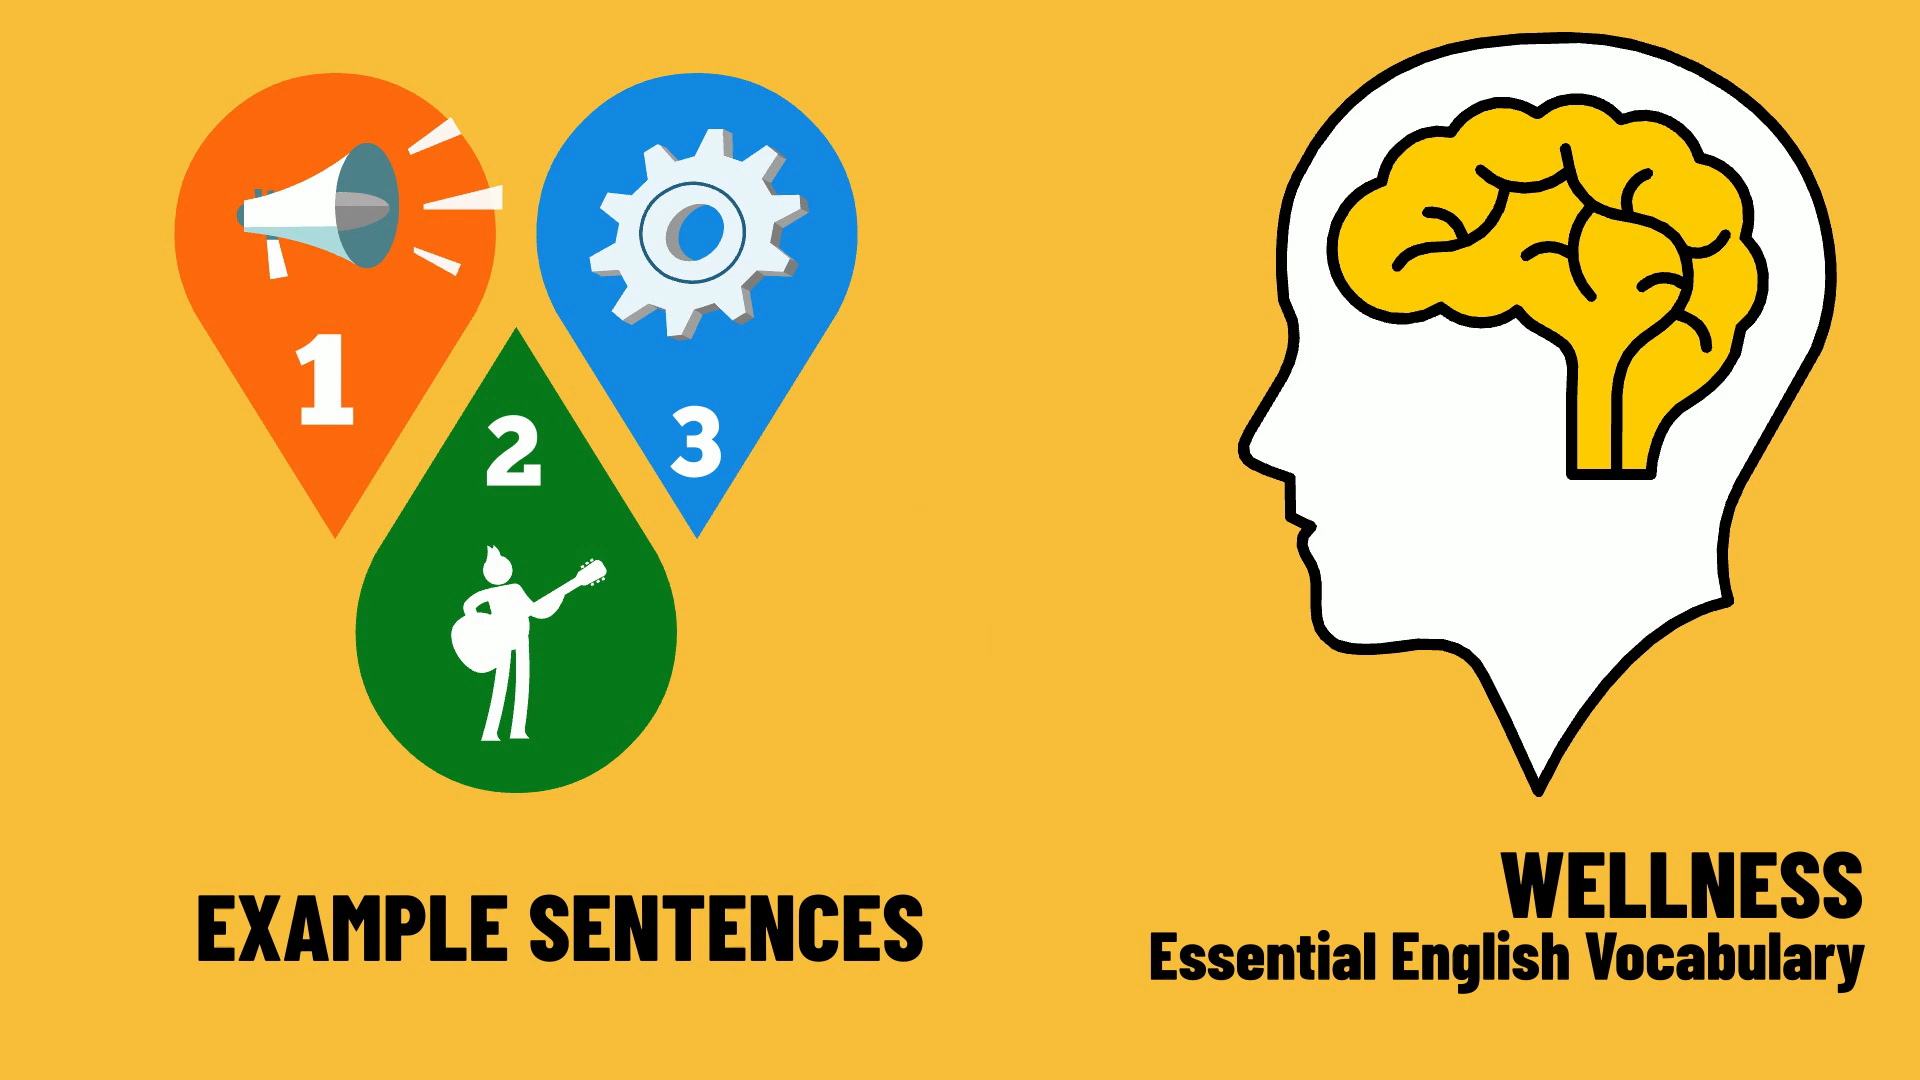 1
2
3
EXAMPLE SENTENCES
WELLNESS
Essential English Vocabulary